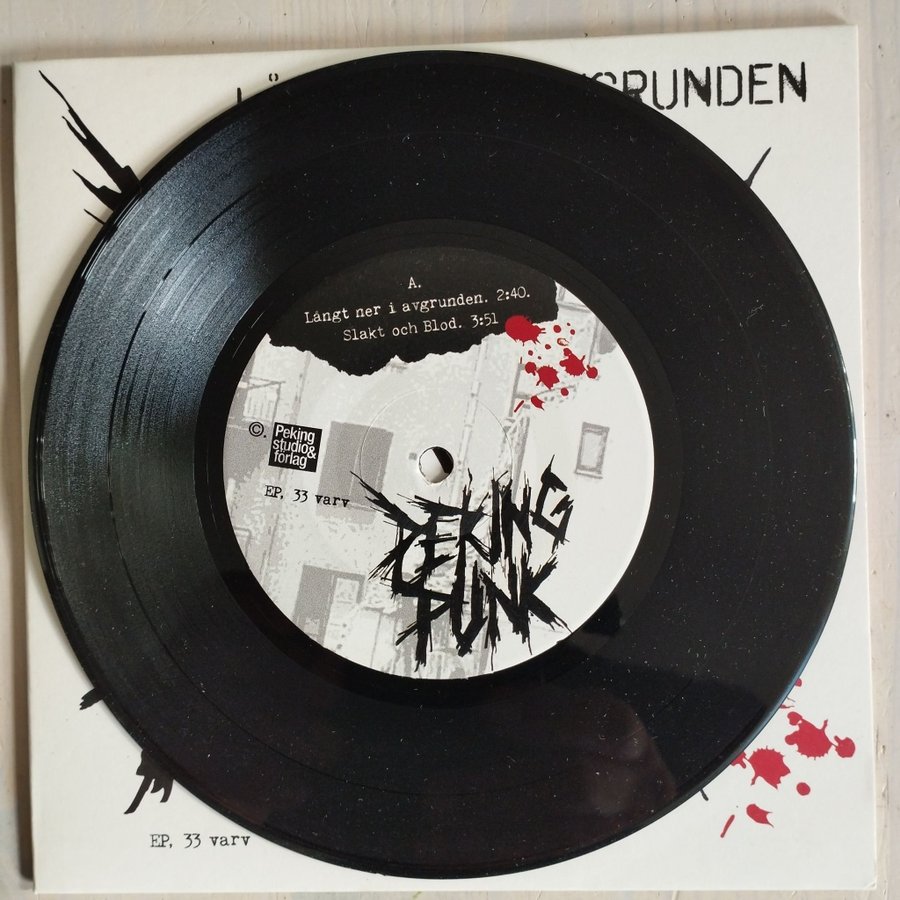 GRUNDEN
A.
Långt ner i avgrunden. 2:40.
Slakt och Blod. 3:51
©.
Peking
studio&
förlag
EP, 33 varv
PEKING
PUNK
EP, 33 varv